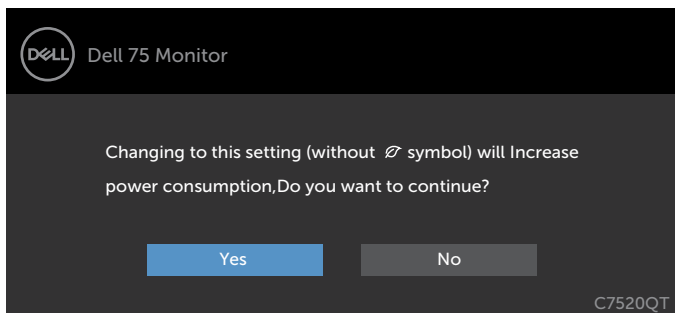 DELL Dell 75 Monitor
Changing to this setting (without symbol) will Increase
power consumption,Do you want to continue?
Yes No
C7520QT